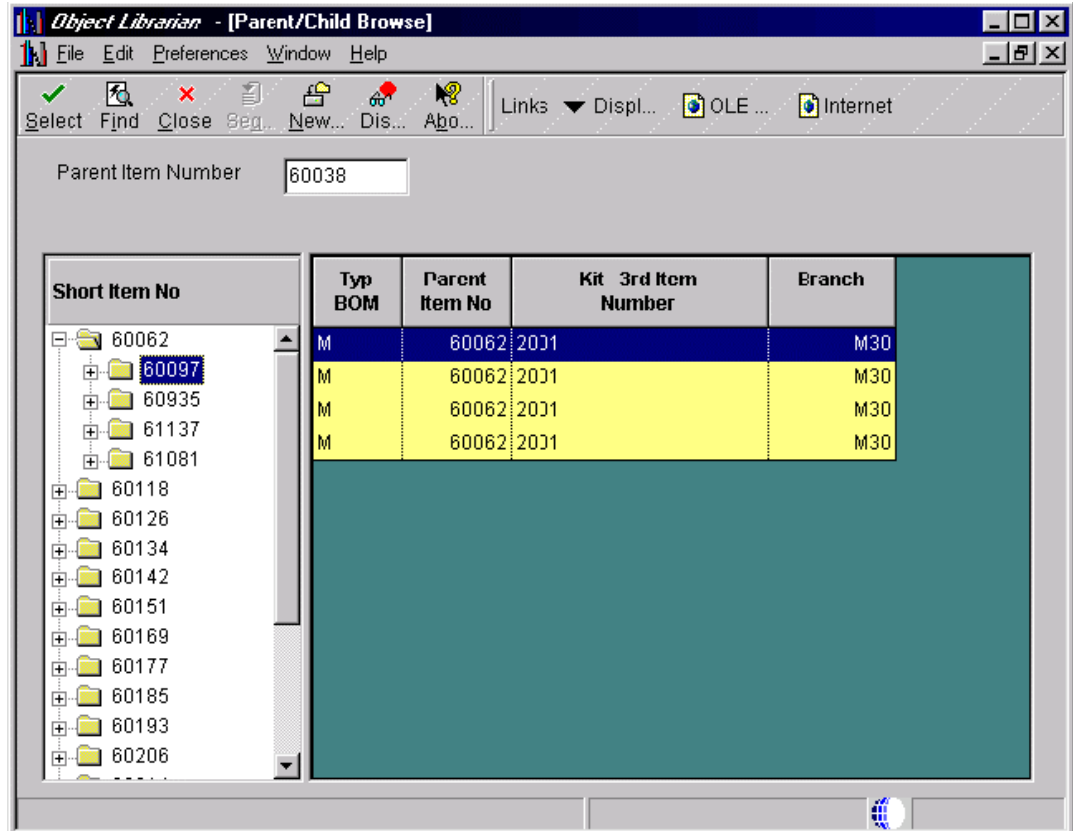 Object Librarian - [Parent/Child Browse]
File Edit Preferences Window Help
Select Find Close Seq... New... Dis... Abo... Links Displ... OLE ... Internet
Parent Item Number 60038
Short Item No
Typ BOM Parent Item No Kit 3rd Item Number Branch
60062
60097
60935
61137
61081
60118
60126
60134
60142
60151
60169
60177
60185
60193
60206
M 60062 2001 M30
M 60062 2001 M30
M 60062 2001 M30
M 60062 2001 M30